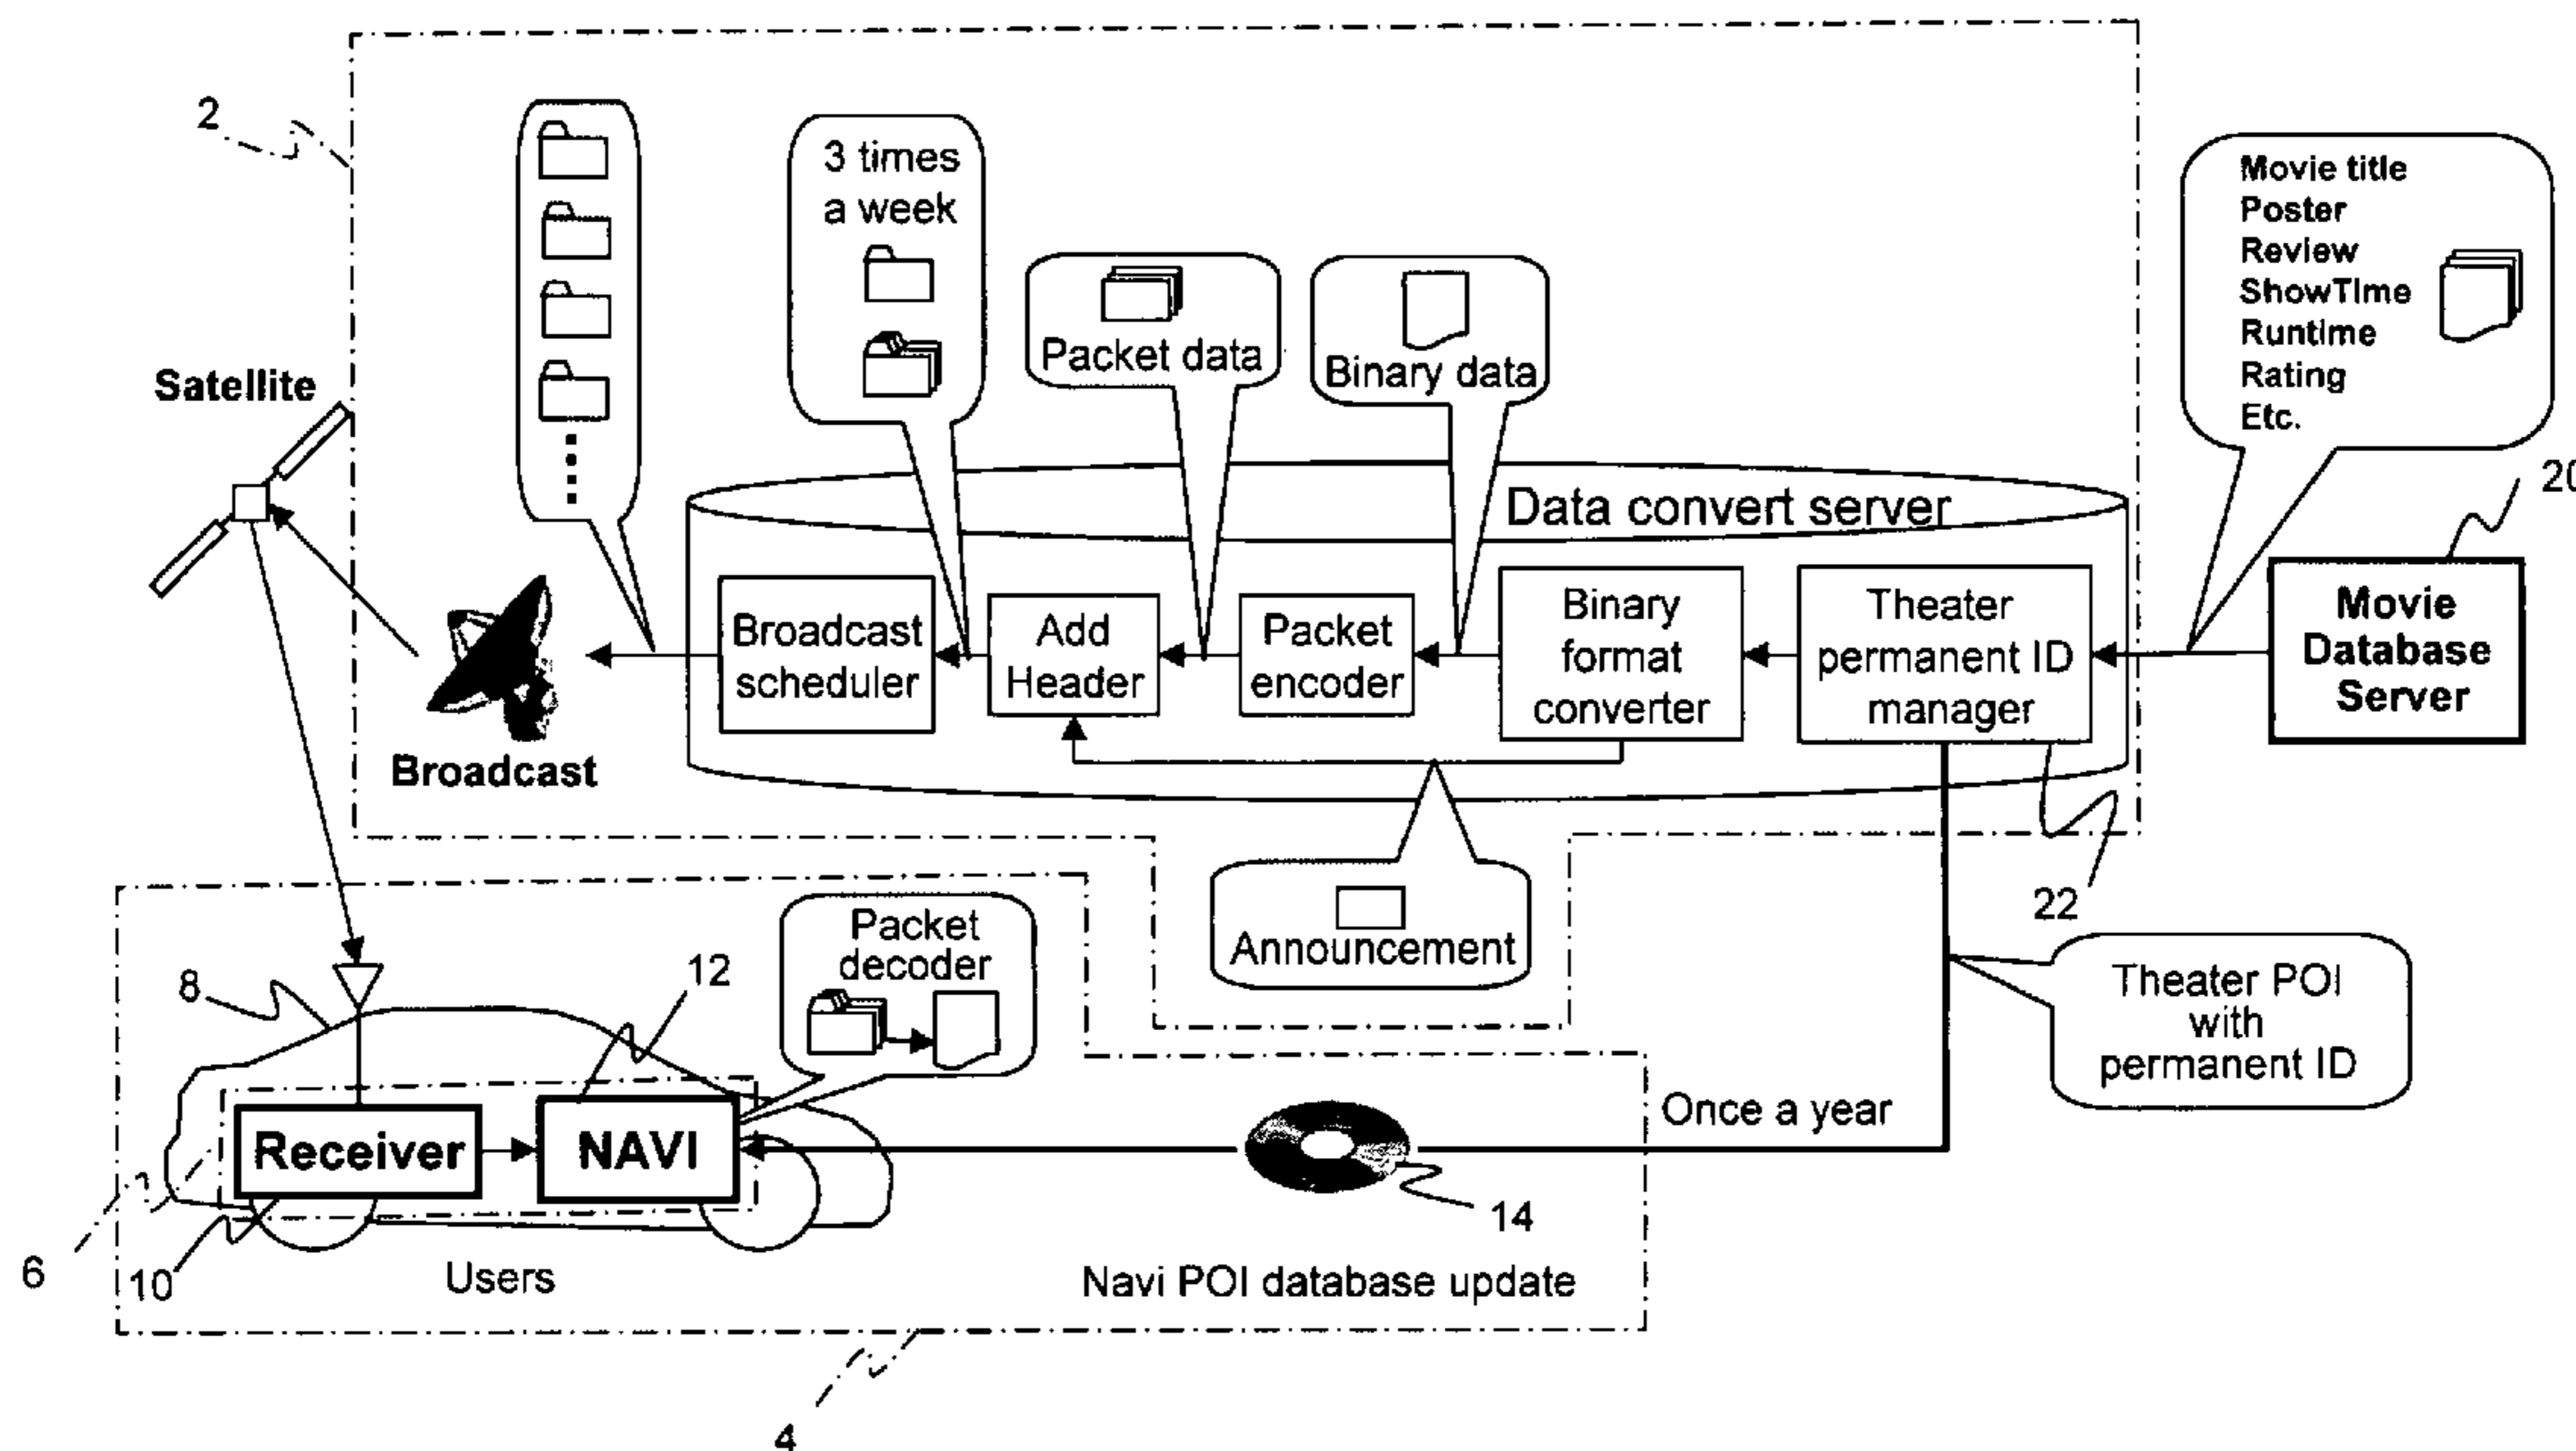 2
3 times
a week
Packet data
Binary data
Movie title
Poster
Review
ShowTime
Runtime
Rating
Etc.
20
Satellite
Data convert server
Broadcast
scheduler
Add
Header
Packet
encoder
Binary
format
converter
Theater
permanent ID
manager
Movie
Database
Server
Broadcast
Announcement
22
Theater POI
with
permanent ID
Packet
decoder
8
12
Receiver
NAVI
Once a year
14
6
10
Users
Navi POI database update
4